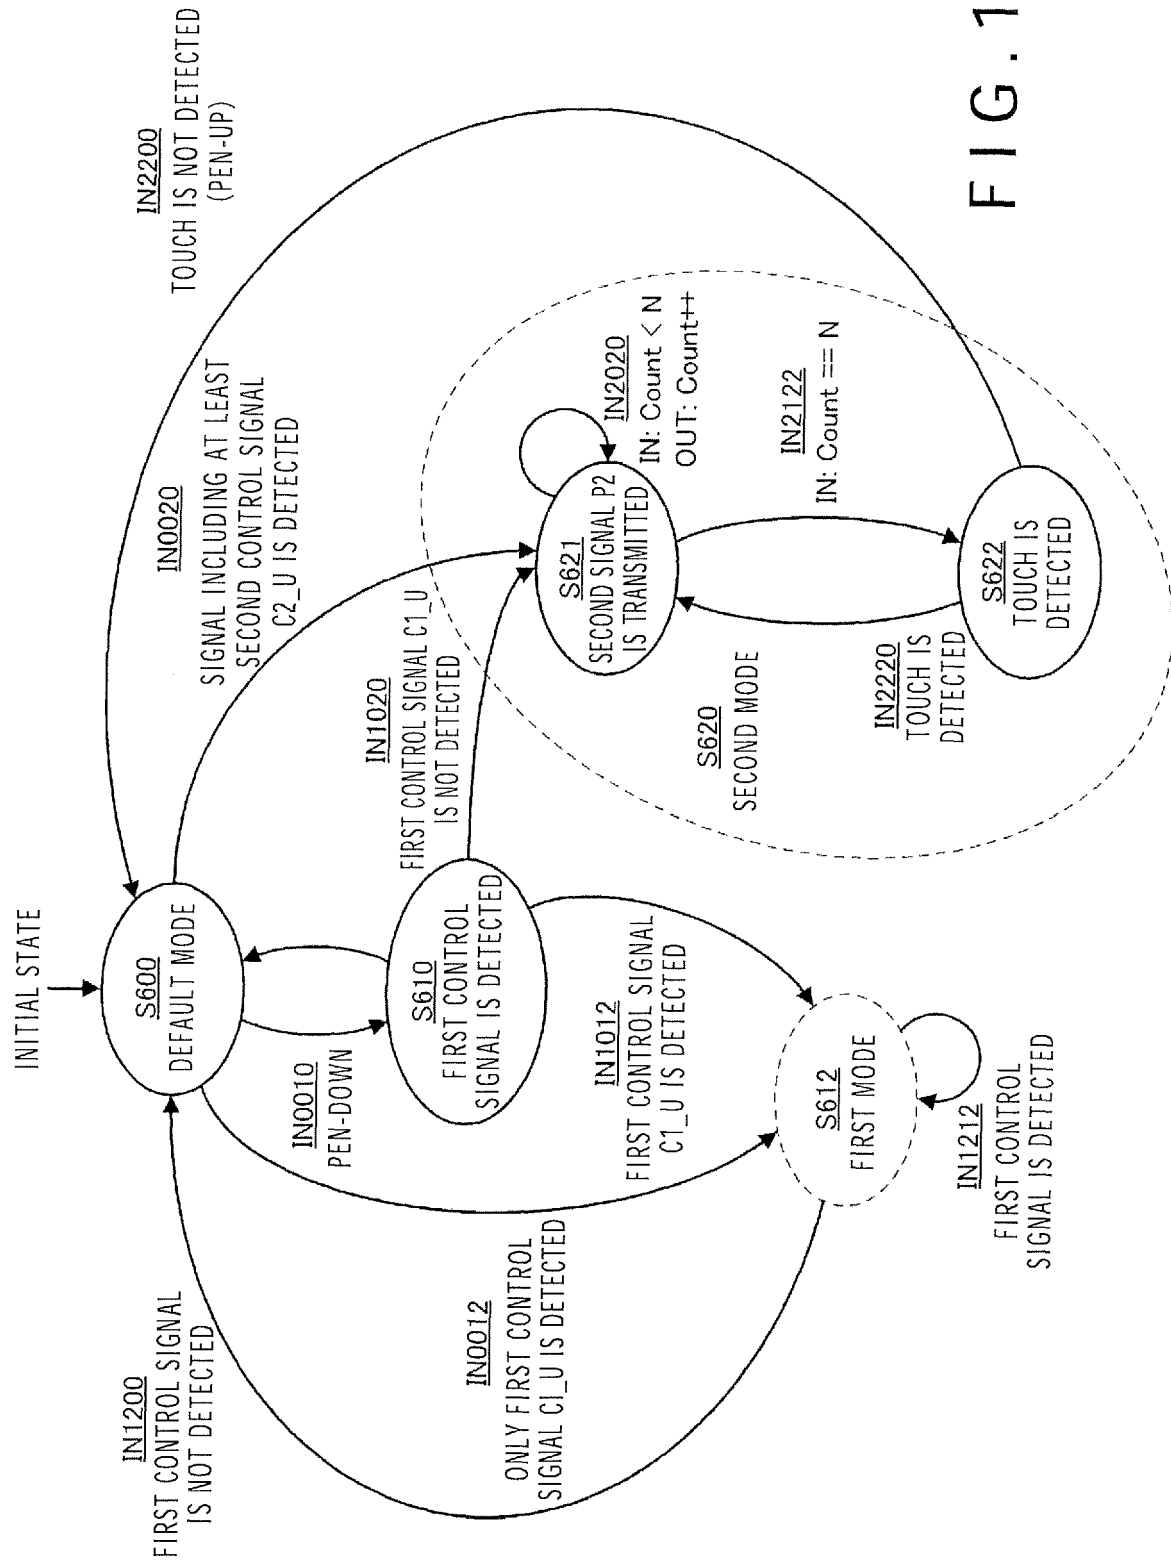 INITIAL STATE
S600
DEFAULT MODE
IN2200
TOUCH IS NOT DETECTED
(PEN-UP)
IN0020
SIGNAL INCLUDING AT LEAST
SECOND CONTROL SIGNAL
C2_U IS DETECTED
IN1200
FIRST CONTROL SIGNAL
IS NOT DETECTED
IN0010
PEN-DOWN
S610
FIRST CONTROL
SIGNAL IS DETECTED
IN1020
FIRST CONTROL SIGNAL C1_U
IS NOT DETECTED
S621
SECOND SIGNAL P2
IS TRANSMITTED
IN2020
IN: Count < N
OUT: Count++
IN0012
ONLY FIRST CONTROL
SIGNAL C1_U IS DETECTED
IN1012
FIRST CONTROL SIGNAL
C1_U IS DETECTED
S620
SECOND MODE
IN2122
IN: Count == N
S612
FIRST MODE
IN2220
TOUCH IS
DETECTED
S622
TOUCH IS
DETECTED
IN1212
FIRST CONTROL
SIGNAL IS DETECTED
FIG. 1